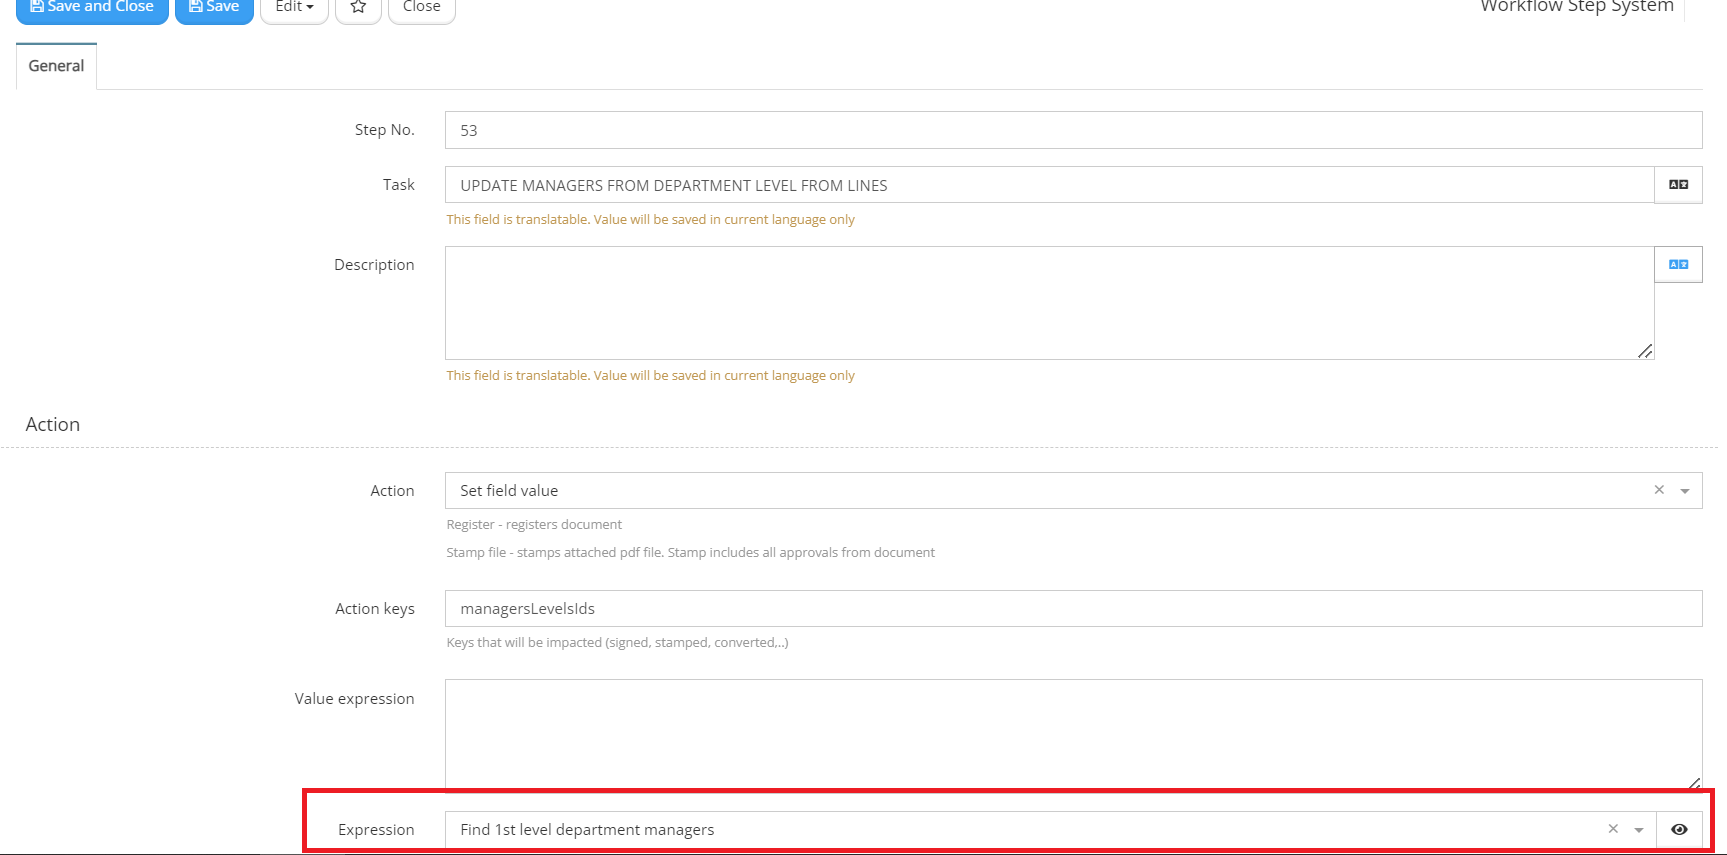 Save and Close Save Edit Close Workflow Step System
General
Step No. 53
Task UPDATE MANAGERS FROM DEPARTMENT LEVEL FROM LINES
This field is translatable. Value will be saved in current language only
Description
This field is translatable. Value will be saved in current language only
Action
Action Set field value
Register - registers document
Stamp file - stamps attached pdf file. Stamp includes all approvals from document
Action keys managersLevelsIds
Keys that will be impacted (signed, stamped, converted,..)
Value expression
Expression Find 1st level department managers